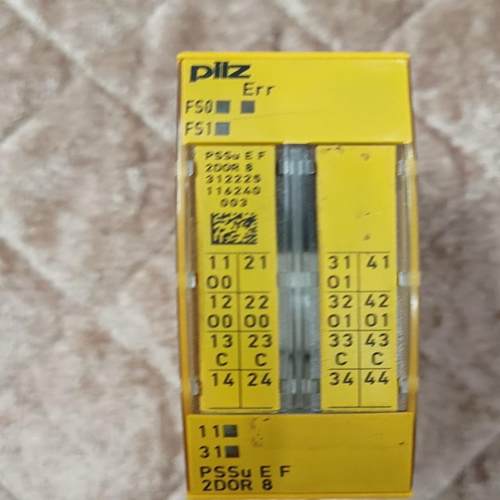 pilz
Err
FS0
FS1
PSSu E F
2DOR 8
312225
116240
003
11 21 31 41
O0 O1
12 22 32 42
O0 O0 O1 O1
13 23 33 43
C C C C
14 24 34 44
11
31
PSSu E F
2DOR 8